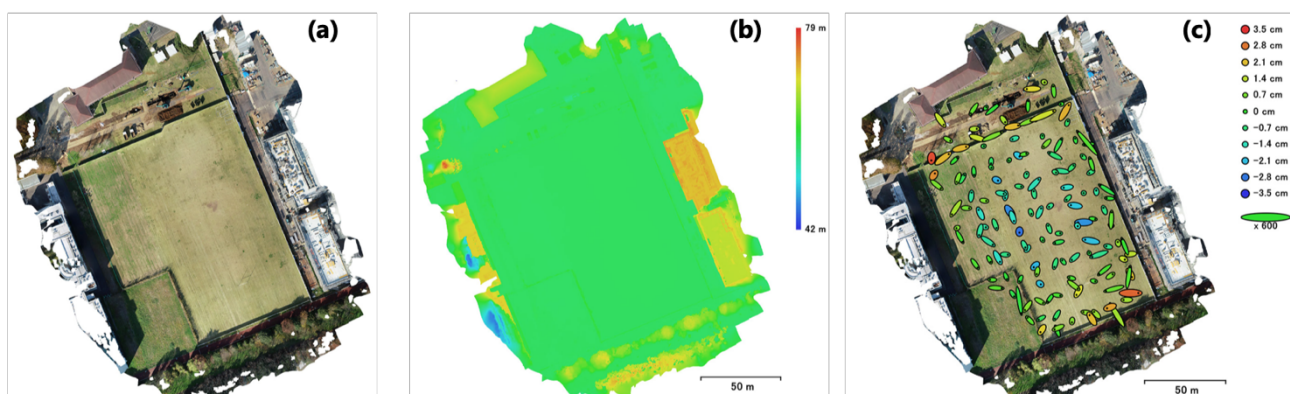 (a)
(b)
79 m
42 m
50 m
(c)
3.5 cm
2.8 cm
2.1 cm
1.4 cm
0.7 cm
0 cm
−0.7 cm
−1.4 cm
−2.1 cm
−2.8 cm
−3.5 cm
x 600
50 m